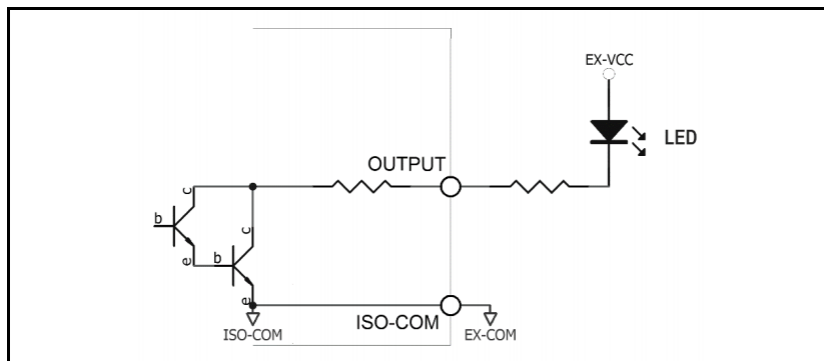 EX-VCC
LED
OUTPUT
c
b
c
e
b
e
ISO-COM
ISO-COM
EX-COM